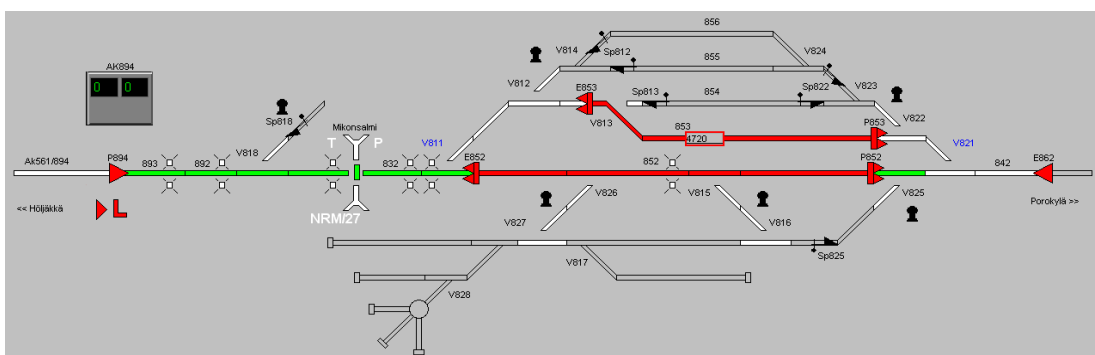 856
V814
Sp812
V824
AK894
855
0 0
V812
V823
E853
Sp813
Sp822
854
Sp818
Mikonsalmi
V813
853
P853
V822
T P
4720
Ak561/894
P894
893
892
V818
832
V811
E852
852
P852
V821
842
E862
<< Höljäkkä
L
NRM/27
V826
V815
V825
Porokylä >>
V827
V816
Sp825
V817
V828